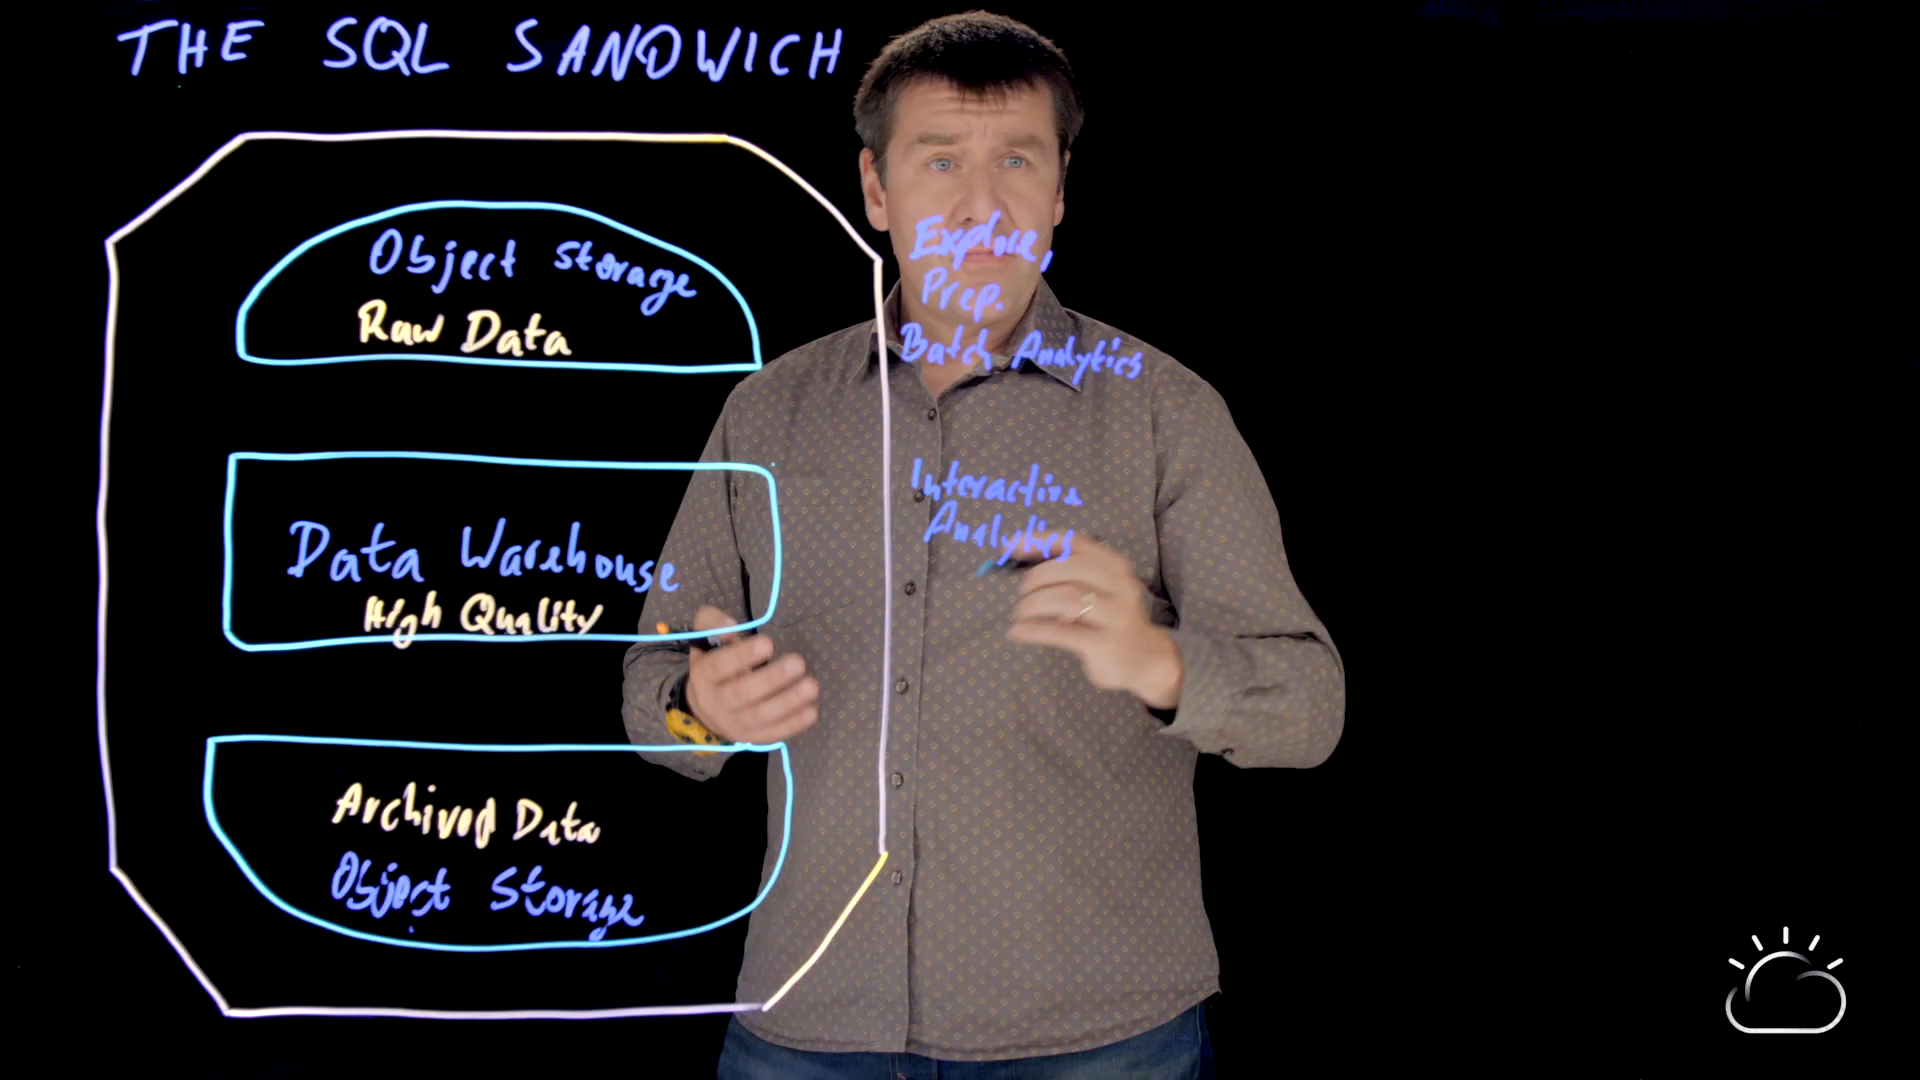 THE SQL SANDWICH
Object Storage
Raw Data
Explore,
Prep.
Batch Analytics
Data Warehouse
High Quality
Interactive
Analytics
Archived Data
Object Storage